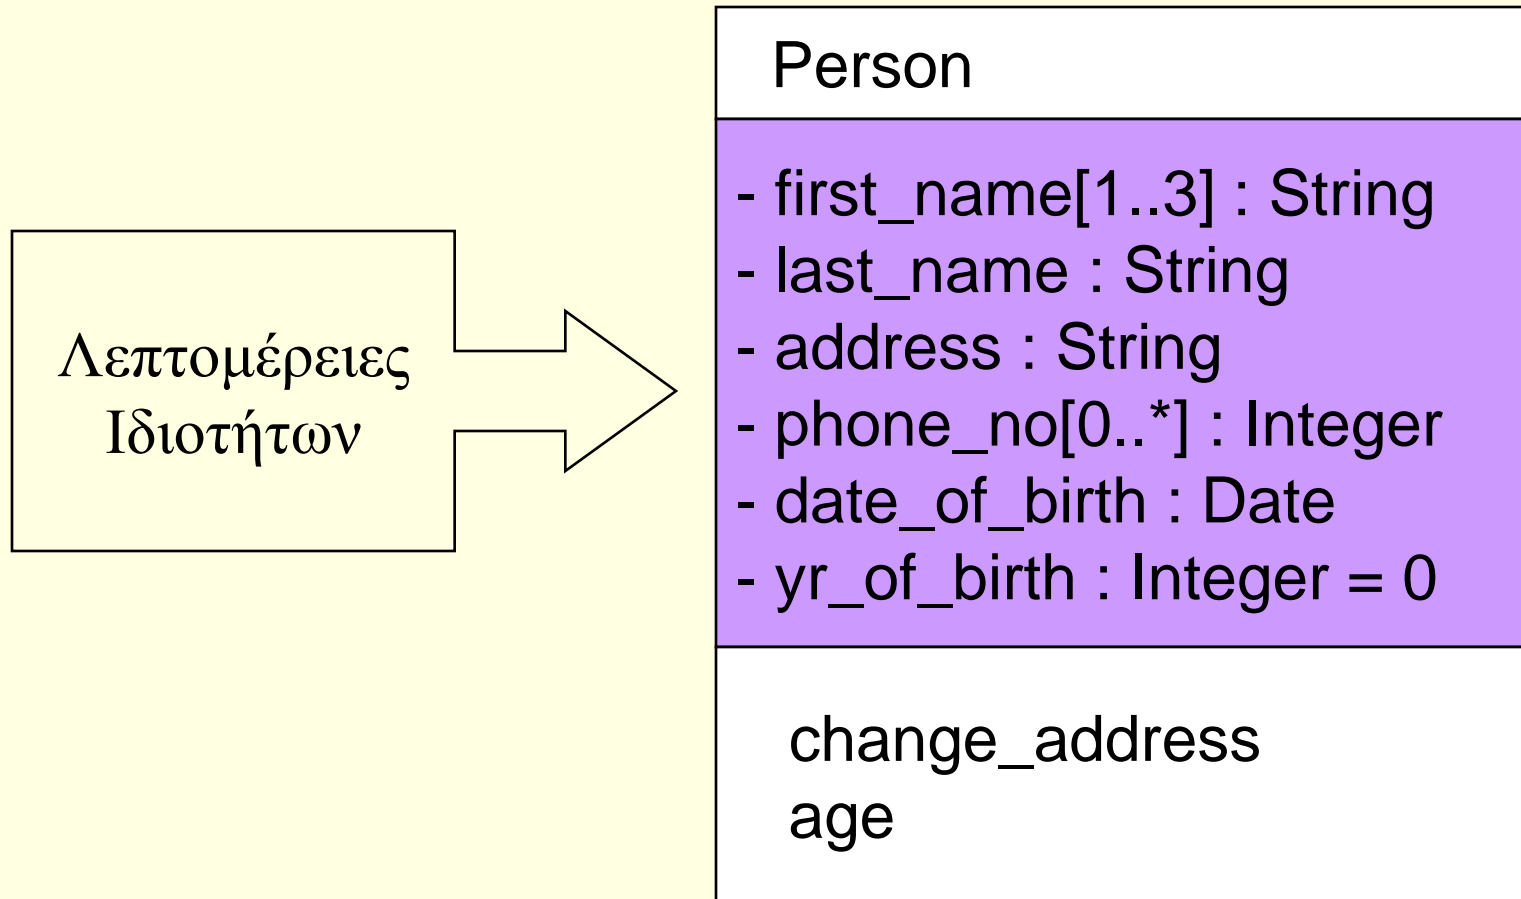 Λεπτομέρειες
Ιδιοτήτων
Person
- first_name[1..3] : String
- last_name : String
- address : String
- phone_no[0..*] : Integer
- date_of_birth : Date
- yr_of_birth : Integer = 0
change_address
age